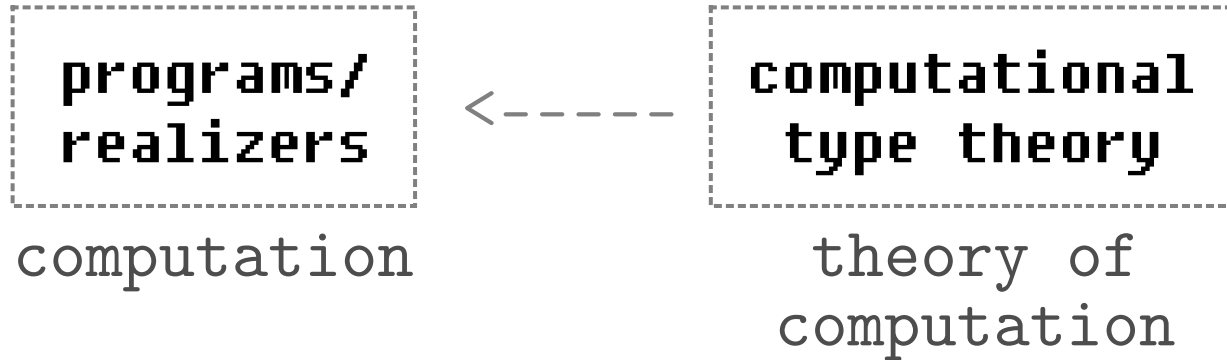 programs/
realizers
computation
computational
type theory
theory of
computation